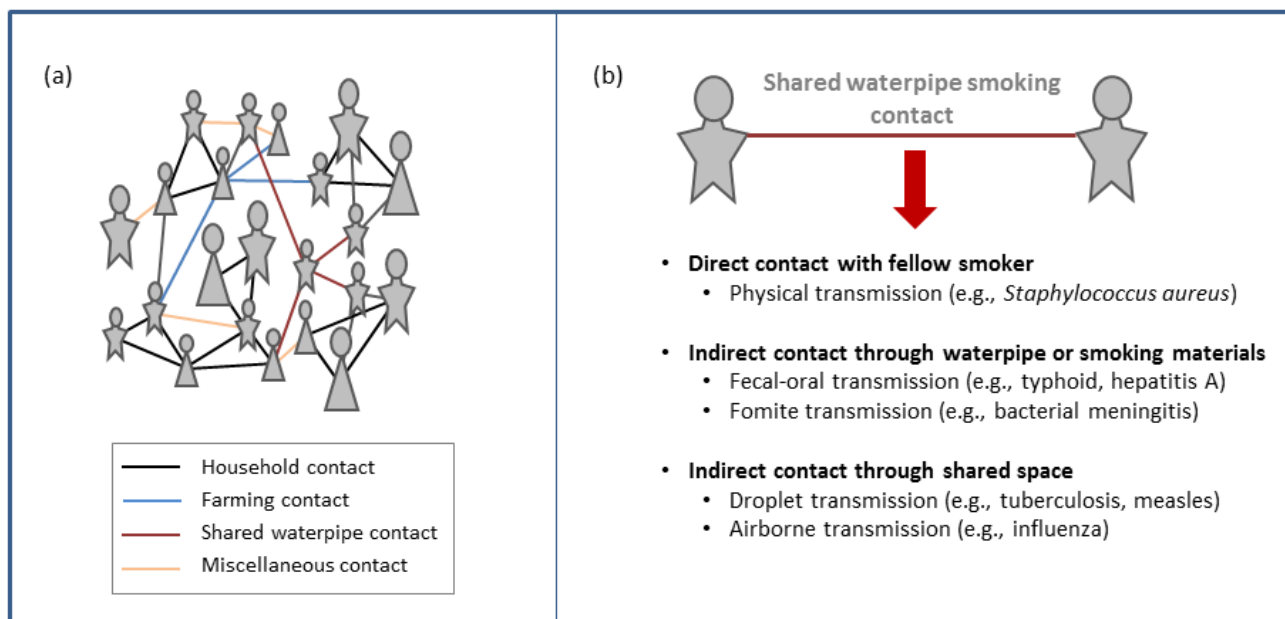 (a)
Household contact
Farming contact
Shared waterpipe contact
Miscellaneous contact
(b)
Shared waterpipe smoking
contact
• Direct contact with fellow smoker
• Physical transmission (e.g., Staphylococcus aureus)
• Indirect contact through waterpipe or smoking materials
• Fecal-oral transmission (e.g., typhoid, hepatitis A)
• Fomite transmission (e.g., bacterial meningitis)
• Indirect contact through shared space
• Droplet transmission (e.g., tuberculosis, measles)
• Airborne transmission (e.g., influenza)